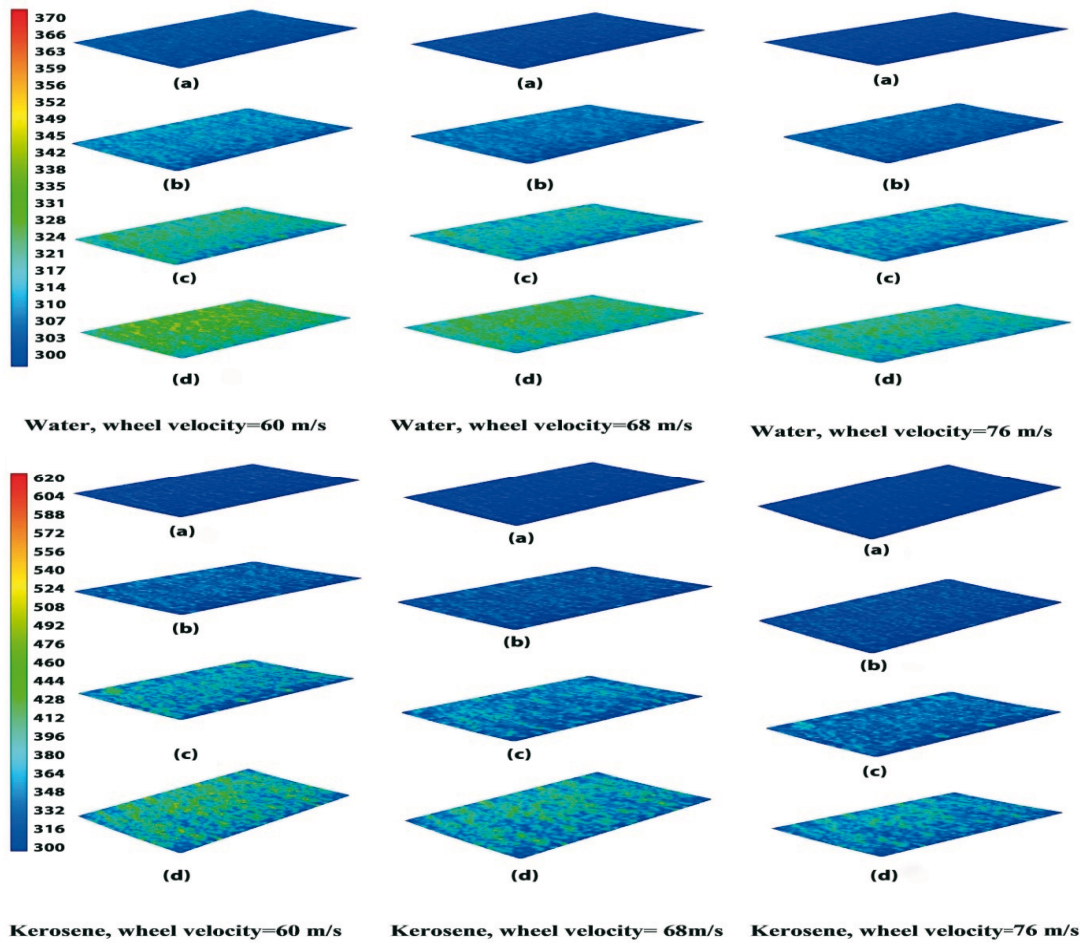 370
366
363
359
356
352
349
345
342
338
335
331
328
324
321
317
314
310
307
303
300
(a)
(a)
(a)
(b)
(b)
(b)
(c)
(c)
(c)
(d)
(d)
(d)
Water, wheel velocity=60 m/s
Water, wheel velocity=68 m/s
Water, wheel velocity=76 m/s
620
604
588
572
556
540
524
508
492
476
460
444
428
412
396
380
364
348
332
316
300
(a)
(a)
(a)
(b)
(b)
(b)
(c)
(c)
(c)
(d)
(d)
(d)
Kerosene, wheel velocity=60 m/s
Kerosene, wheel velocity= 68m/s
Kerosene, wheel velocity=76 m/s